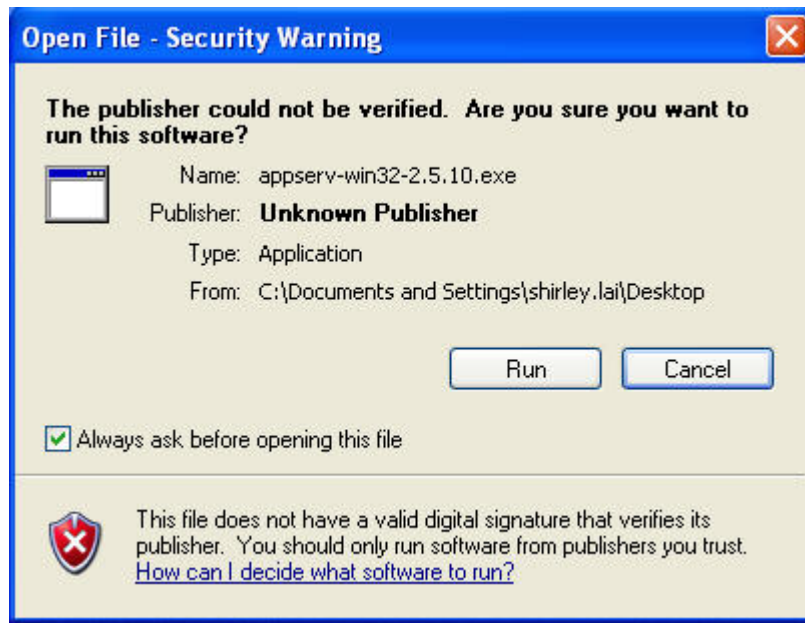 Open File - Security Warning
The publisher could not be verified.  Are you sure you want to
run this software?
Name: appserv-win32-2.5.10.exe
Publisher: Unknown Publisher
Type: Application
From: C:\Documents and Settings\shirley.lai\Desktop
Run Cancel
Always ask before opening this file
This file does not have a valid digital signature that verifies its
publisher.  You should only run software from publishers you trust.
How can I decide what software to run?